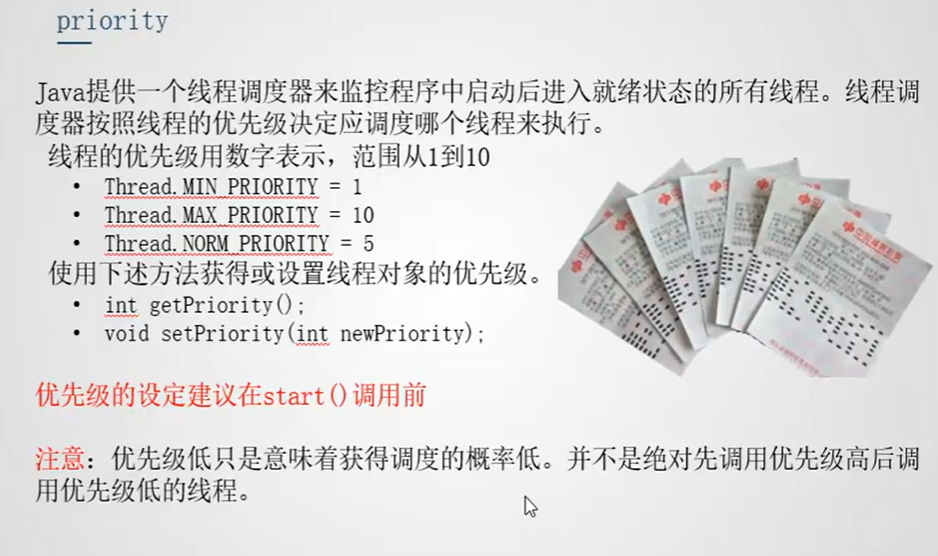 priority
Java提供一个线程调度器来监控程序中启动后进入就绪状态的所有线程。线程调
度器按照线程的优先级决定应调度哪个线程来执行。
线程的优先级用数字表示，范围从1到10
• Thread.MIN_PRIORITY = 1
• Thread.MAX_PRIORITY = 10
• Thread.NORM_PRIORITY = 5
使用下述方法获得或设置线程对象的优先级。
• int getPriority();
• void setPriority(int newPriority);
优先级的设定建议在start()调用前
注意：优先级低只是意味着获得调度的概率低。并不是绝对先调用优先级高后调
用优先级低的线程。